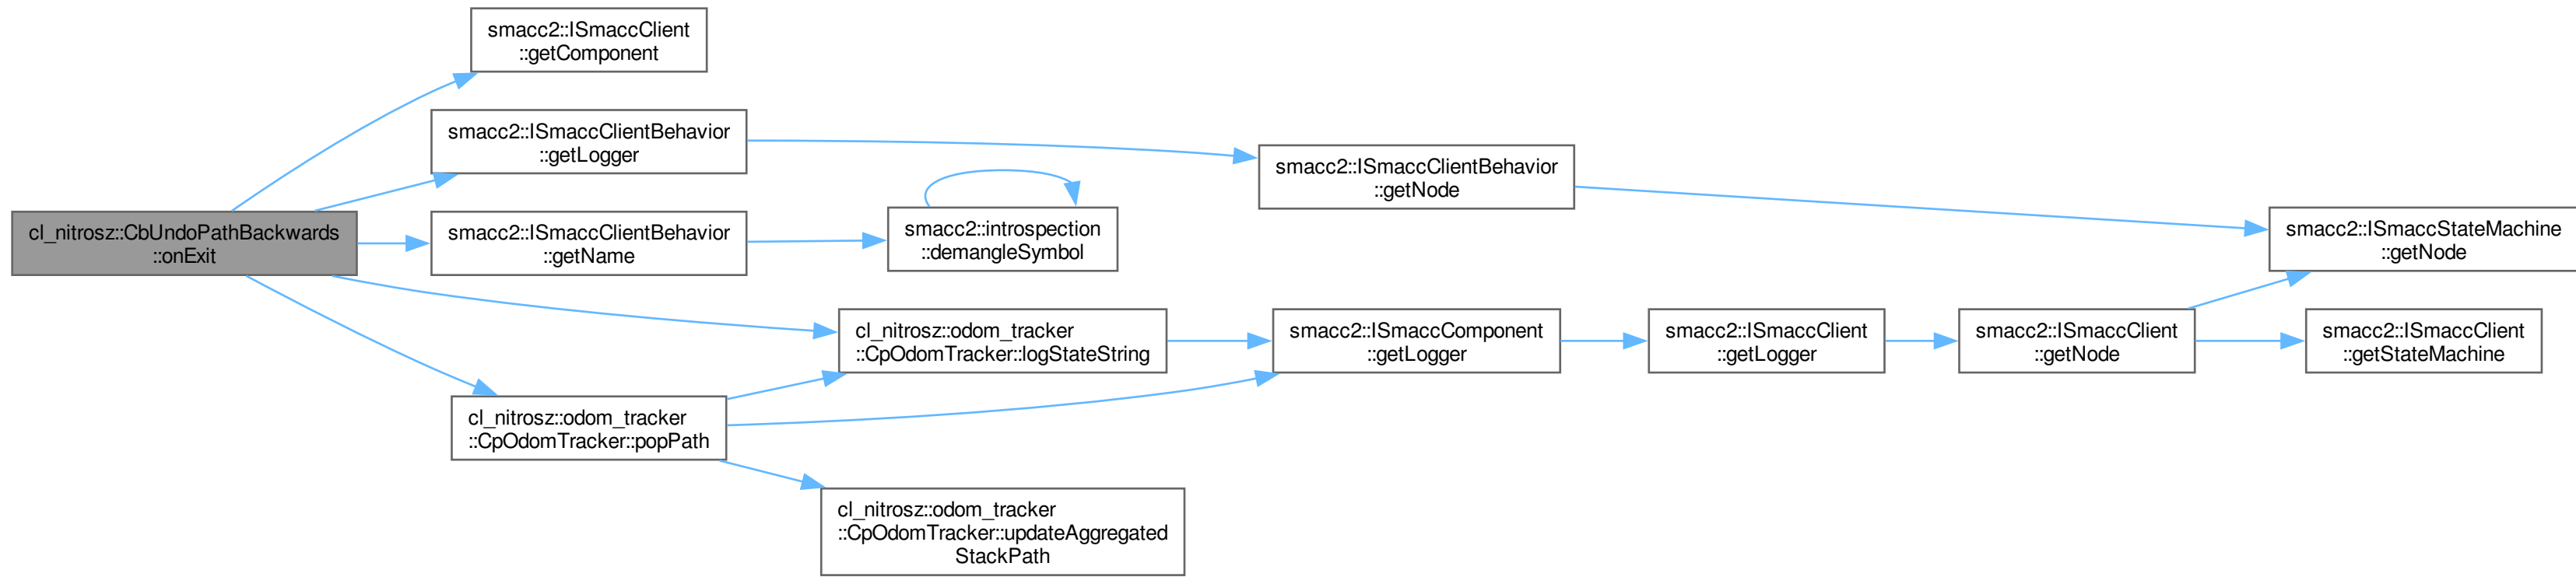 smacc2::ISmaccClient
::getComponent
smacc2::ISmaccClientBehavior
::getLogger
smacc2::ISmaccClientBehavior
::getNode
cl_nitrosz::CbUndoPathBackwards
::onExit
smacc2::ISmaccClientBehavior
::getName
smacc2::introspection
::demangleSymbol
smacc2::ISmaccStateMachine
::getNode
cl_nitrosz::odom_tracker
::CpOdomTracker::logStateString
smacc2::ISmaccComponent
::getLogger
smacc2::ISmaccClient
::getLogger
smacc2::ISmaccClient
::getNode
smacc2::ISmaccClient
::getStateMachine
cl_nitrosz::odom_tracker
::CpOdomTracker::popPath
cl_nitrosz::odom_tracker
::CpOdomTracker::updateAggregated
StackPath